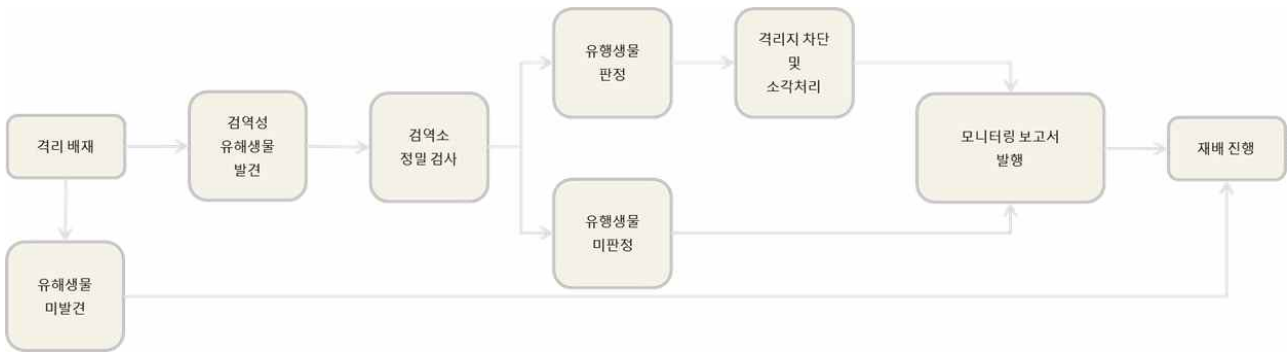 격리 배재
검역성
유해생물
발견
검역소
정밀 검사
유행생물
판정
격리지 차단
및
소각처리
유행생물
미판정
모니터링 보고서
발행
재배 진행
유해생물
미발견